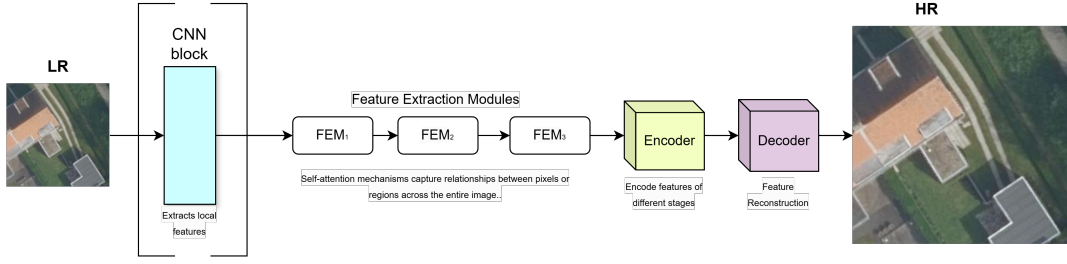 LR
CNN
block
Extracts local
features
Feature Extraction Modules
FEM₁
FEM₂
FEM₃
Self-attention mechanisms capture relationships between pixels or
regions across the entire image..
Encoder
Encode features of
different stages
Decoder
Feature
Reconstruction
HR